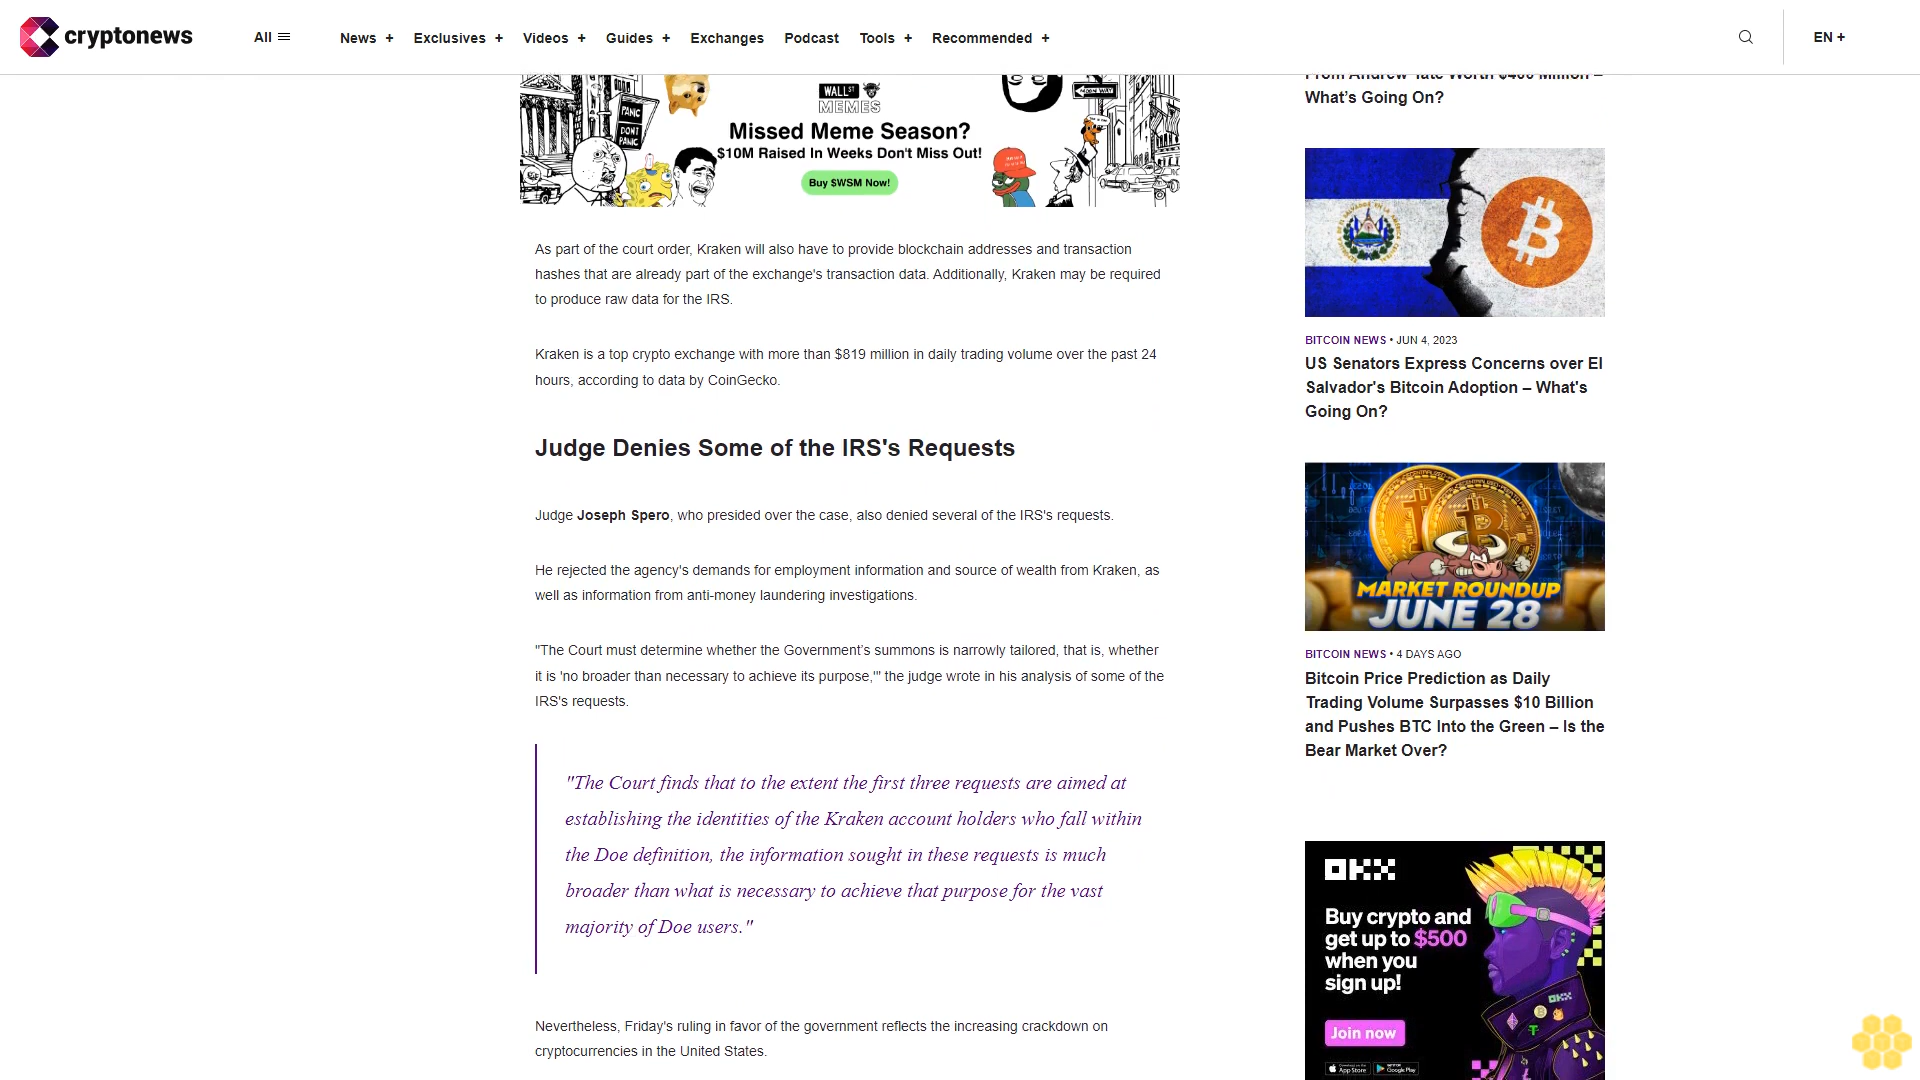 cryptonews
All
News +
Exclusives +
Videos +
Guides +
Exchanges
Podcast
Tools +
Recommended +
EN +
PANIC
DON'T
PANIC
WALL ST
MEMES
Missed Meme Season?
$10M Raised In Weeks Don't Miss Out!
Buy $WSM Now!
As part of the court order, Kraken will also have to provide blockchain addresses and transaction
hashes that are already part of the exchange's transaction data. Additionally, Kraken may be required
to produce raw data for the IRS.
Kraken is a top crypto exchange with more than $819 million in daily trading volume over the past 24
hours, according to data by CoinGecko.
Judge Denies Some of the IRS's Requests
Judge Joseph Spero, who presided over the case, also denied several of the IRS's requests.
He rejected the agency's demands for employment information and source of wealth from Kraken, as
well as information from anti-money laundering investigations.
"The Court must determine whether the Government’s summons is narrowly tailored, that is, whether
it is 'no broader than necessary to achieve its purpose,'" the judge wrote in his analysis of some of the
IRS's requests.
"The Court finds that to the extent the first three requests are aimed at
establishing the identities of the Kraken account holders who fall within
the Doe definition, the information sought in these requests is much
broader than what is necessary to achieve that purpose for the vast
majority of Doe users."
Nevertheless, Friday's ruling in favor of the government reflects the increasing crackdown on
cryptocurrencies in the United States.
From Andrew Tate Worth $400 Million –
What’s Going On?
BITCOIN NEWS • JUN 4, 2023
US Senators Express Concerns over El
Salvador's Bitcoin Adoption – What's
Going On?
MARKET ROUNDUP
JUNE 28
BITCOIN NEWS • 4 DAYS AGO
Bitcoin Price Prediction as Daily
Trading Volume Surpasses $10 Billion
and Pushes BTC Into the Green – Is the
Bear Market Over?
OKX
Buy crypto and
get up to $500
when you
sign up!
Join now
App Store
Google Play